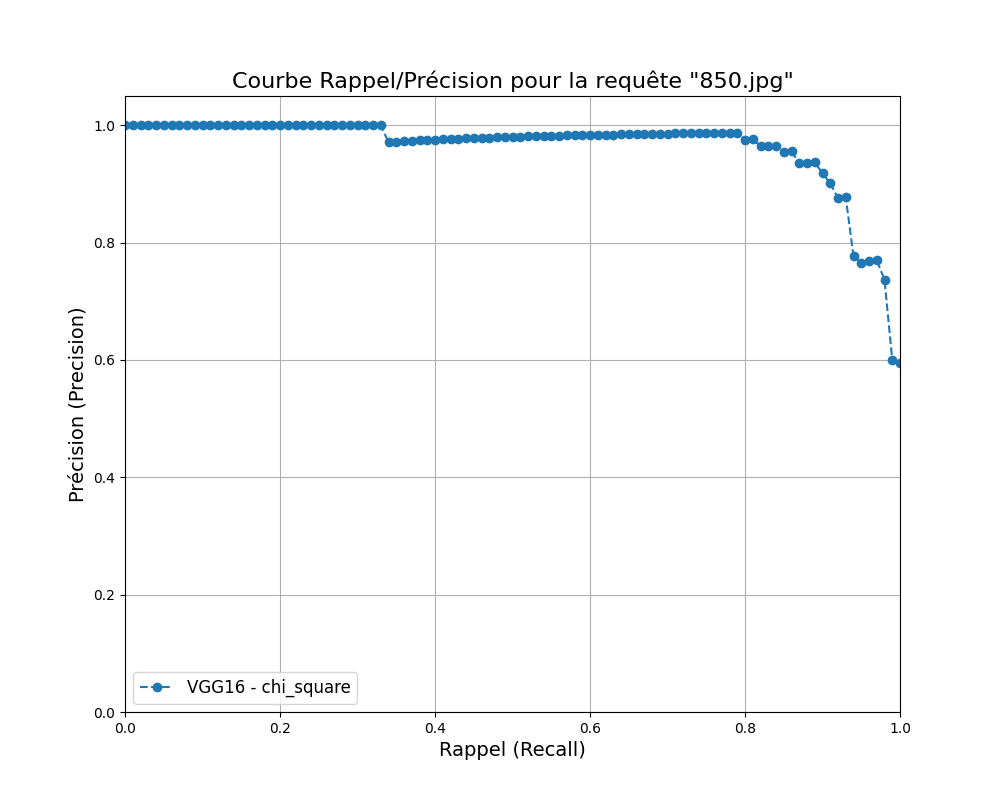 Courbe Rappel/Précision pour la requête "850.jpg"
Précision (Precision)
1.0
0.8
0.6
0.4
0.2
0.0
VGG16 - chi_square
0.0 0.2 0.4 0.6 0.8 1.0
Rappel (Recall)